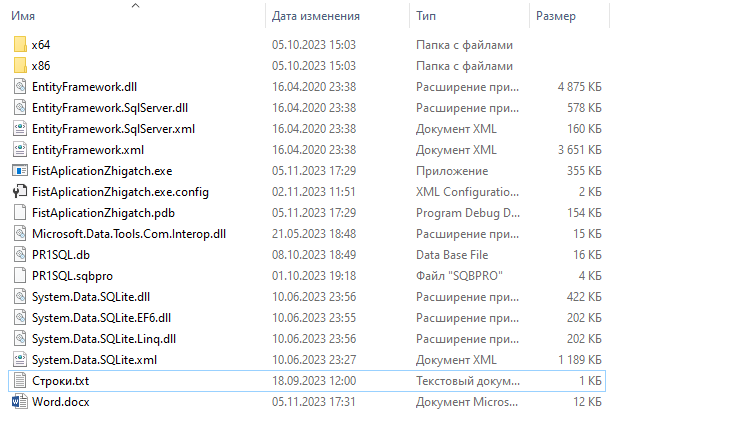 Имя Дата изменения Тип Размер
x64 05.10.2023 15:03 Папка с файлами
x86 05.10.2023 15:03 Папка с файлами
EntityFramework.dll 16.04.2020 23:38 Расширение при... 4 875 КБ
EntityFramework.SqlServer.dll 16.04.2020 23:38 Расширение при... 578 КБ
EntityFramework.SqlServer.xml 16.04.2020 23:38 Документ XML 160 КБ
EntityFramework.xml 16.04.2020 23:38 Документ XML 3 651 КБ
FistAplicationZhigatch.exe 05.11.2023 17:29 Приложение 355 КБ
FistAplicationZhigatch.exe.config 02.11.2023 11:51 XML Configuratio... 2 КБ
FistAplicationZhigatch.pdb 05.11.2023 17:29 Program Debug D... 154 КБ
Microsoft.Data.Tools.Com.Interop.dll 21.05.2023 18:48 Расширение при... 15 КБ
PR1SQL.db 08.10.2023 18:49 Data Base File 16 КБ
PR1SQL.sqbpro 01.10.2023 19:18 Файл "SQBPRO" 4 КБ
System.Data.SQLite.dll 10.06.2023 23:56 Расширение при... 422 КБ
System.Data.SQLite.EF6.dll 10.06.2023 23:55 Расширение при... 202 КБ
System.Data.SQLite.Linq.dll 10.06.2023 23:56 Расширение при... 202 КБ
System.Data.SQLite.xml 10.06.2023 23:27 Документ XML 1 189 КБ
Строки.txt 18.09.2023 12:00 Текстовый докум... 1 КБ
Word.docx 05.11.2023 17:31 Документ Micros... 12 КБ